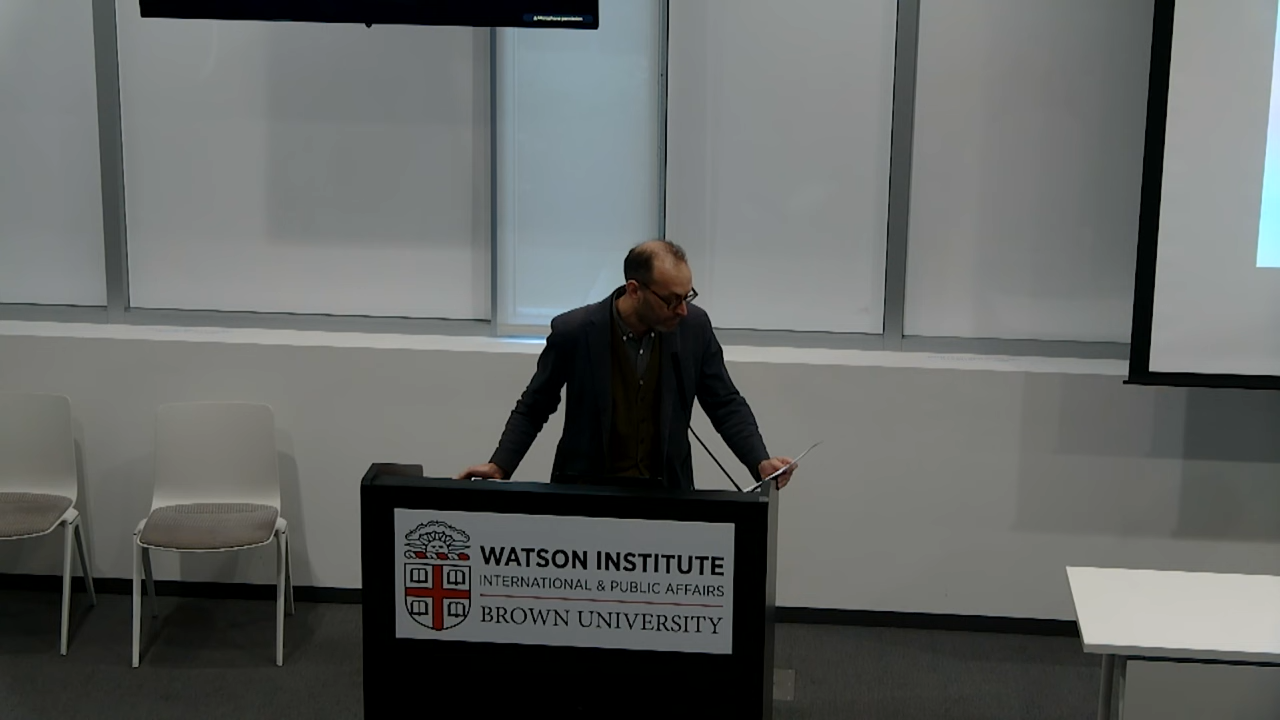 WATSON INSTITUTE
INTERNATIONAL & PUBLIC AFFAIRS
BROWN UNIVERSITY